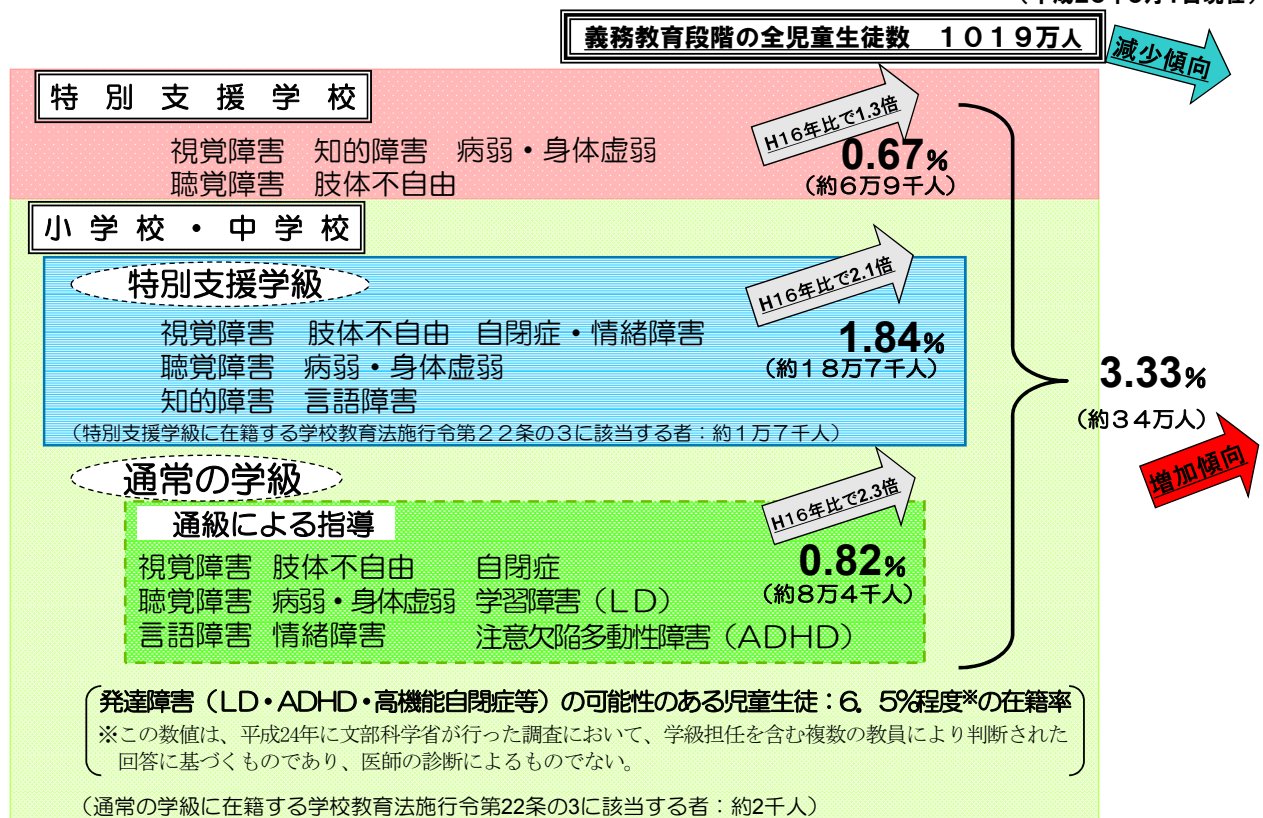 義務教育段階の全児童生徒数　１０１９万人
減少傾向
特別支援学校
H16年比で1.3倍
視覚障害　知的障害　病弱・身体虚弱
聴覚障害　肢体不自由
0.67%
（約６万９千人）
小学校・中学校
特別支援学級
H16年比で2.1倍
視覚障害　肢体不自由　自閉症・情緒障害
聴覚障害　病弱・身体虚弱
知的障害　言語障害
1.84%
（約１８万７千人）
（特別支援学級に在籍する学校教育法施行令第２２条の３に該当する者：約１万７千人）
3.33%
（約３４万人）
増加傾向
通常の学級
通級による指導
H16年比で2.3倍
視覚障害　肢体不自由　自閉症
聴覚障害　病弱・身体虚弱　学習障害（ＬＤ）
言語障害　情緒障害　注意欠陥多動性障害（ＡＤＨＤ）
0.82%
（約８万４千人）
発達障害（ＬＤ・ＡＤＨＤ・高機能自閉症等）の可能性のある児童生徒：６．５%程度※の在籍率
※この数値は、平成24年に文部科学省が行った調査において、学級担任を含む複数の教員により判断された
回答に基づくものであり、医師の診断によるものでない。
（通常の学級に在籍する学校教育法施行令第22条の3に該当する者：約2千人）